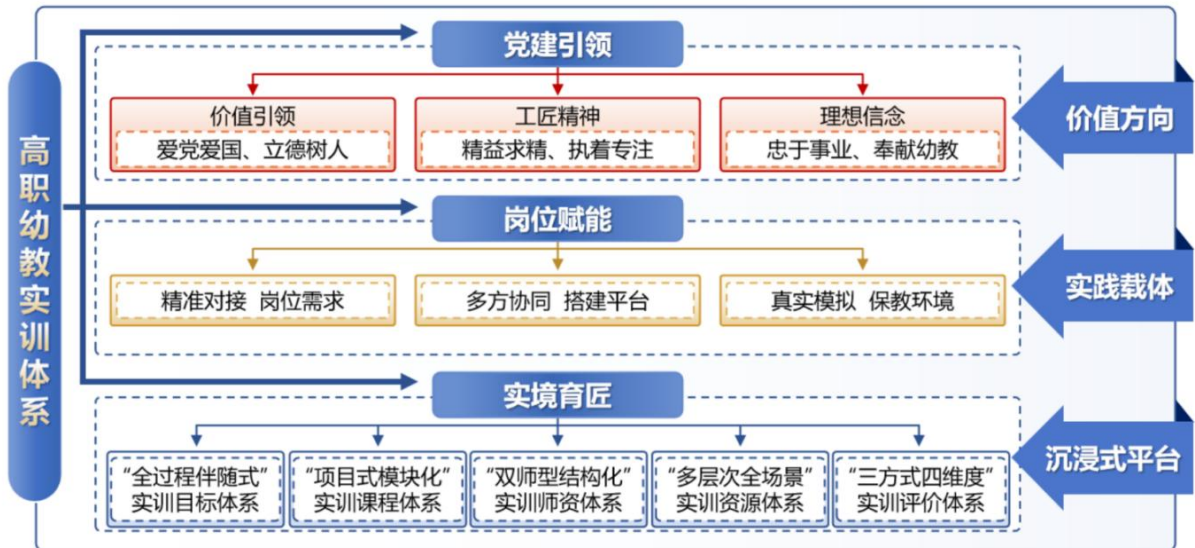 高职幼教实训体系
党建引领
价值引领
爱党爱国、立德树人
工匠精神
精益求精、执着专注
理想信念
忠于事业、奉献幼教
价值方向
岗位赋能
精准对接 岗位需求
多方协同 搭建平台
真实模拟 保教环境
实践载体
实境育匠
“全过程伴随式”
实训目标体系
“项目式模块化”
实训课程体系
“双师型结构化”
实训师资体系
“多层次全场景”
实训资源体系
“三方式四维度”
实训评价体系
沉浸式平台